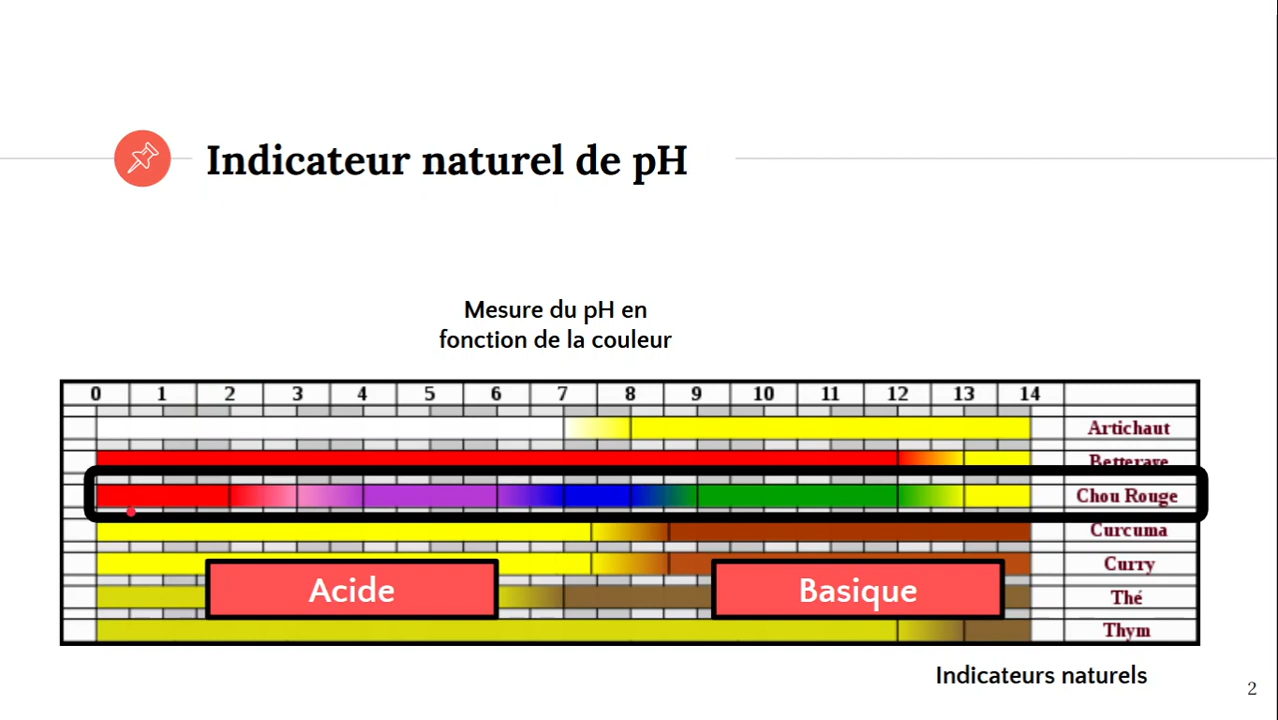 Indicateur naturel de pH
Mesure du pH en
fonction de la couleur
0 1 2 3 4 5 6 7 8 9 10 11 12 13 14
Artichaut
Betterave
Chou Rouge
Curcuma
Curry
Acide
Basique
Thé
Thym
Indicateurs naturels
2